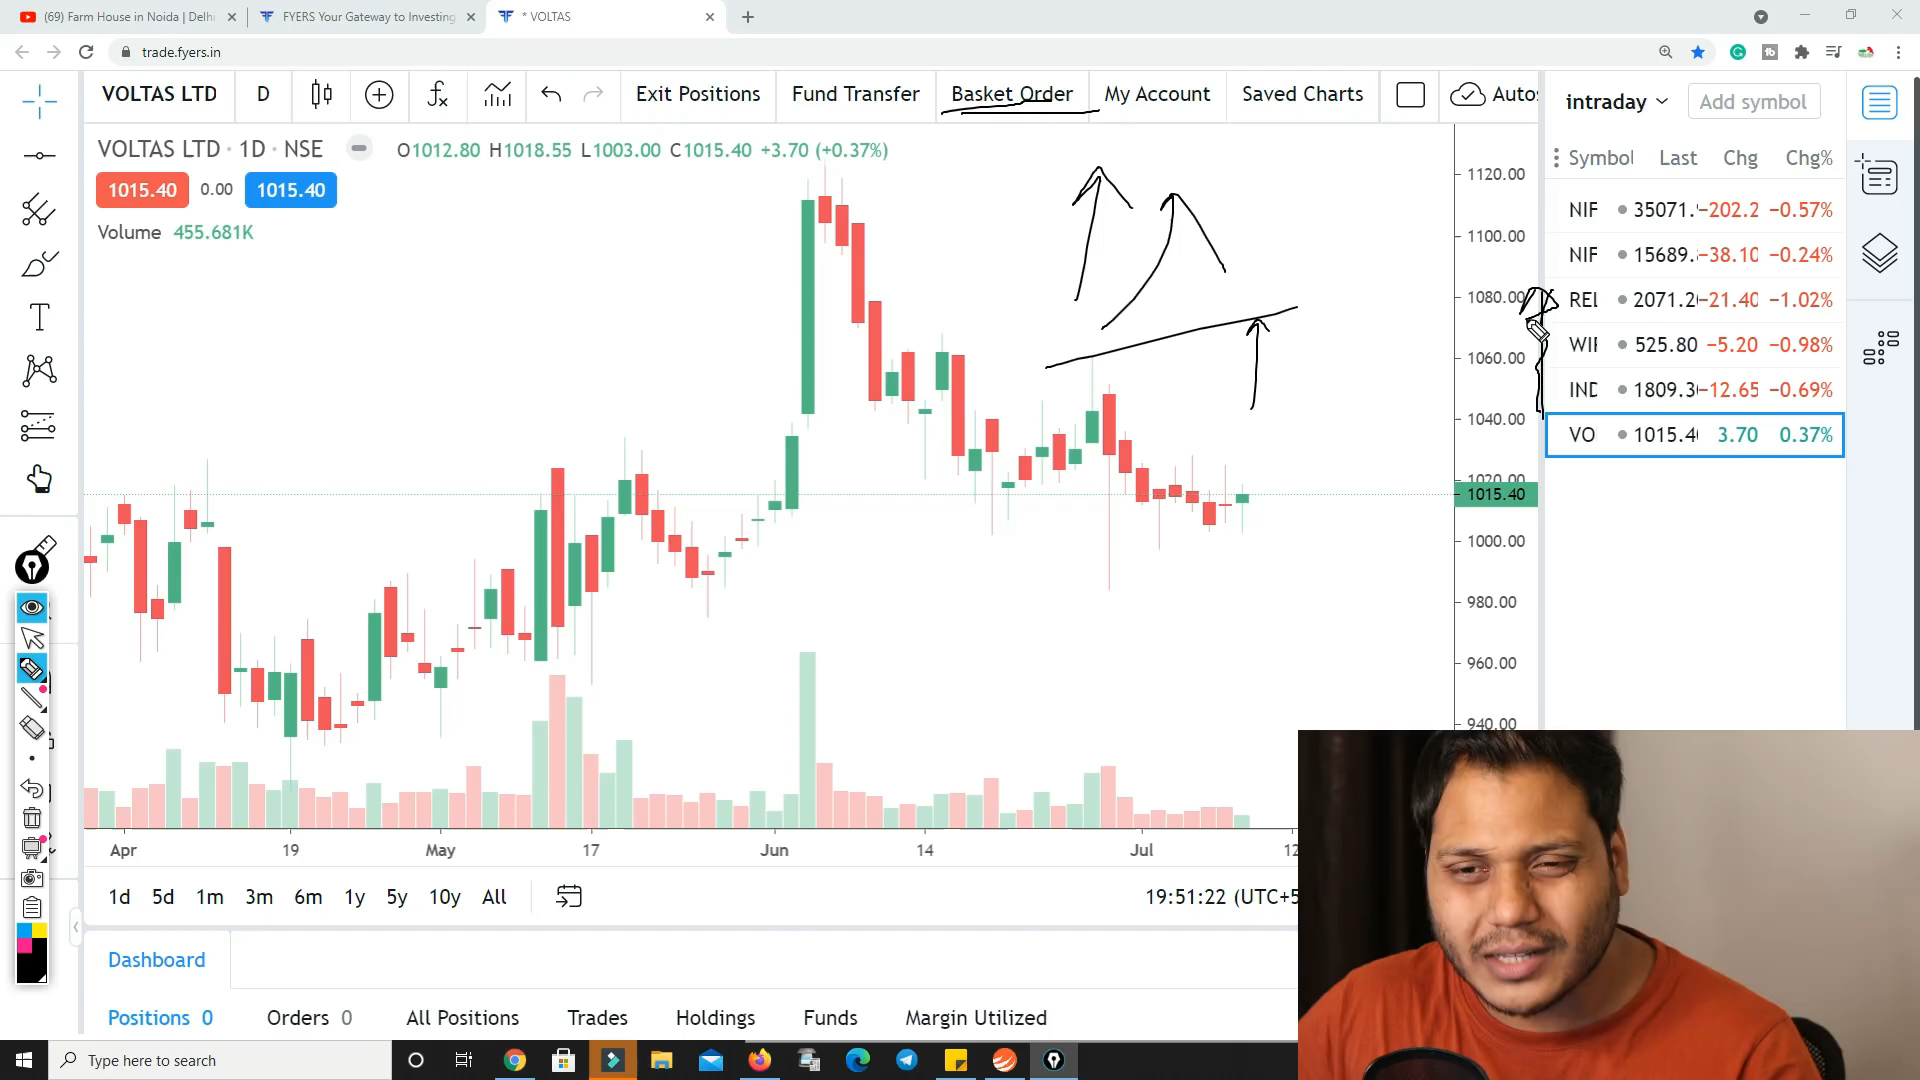 (69) Farm House in Noida | Delhi
FYERS Your Gateway to Investing
* VOLTAS
trade.fyers.in
VOLTAS LTD
D
Exit Positions
Fund Transfer
Basket Order
My Account
Saved Charts
Autos
intraday
Add symbol
VOLTAS LTD · 1D · NSE
O1012.80 H1018.55 L1003.00 C1015.40 +3.70 (+0.37%)
1015.40
0.00
1015.40
Volume 455.681K
Symbol Last Chg Chg%
NIF 35071. -202.2 -0.57%
NIF 15689. -38.10 -0.24%
REL 2071.20 -21.40 -1.02%
WIF 525.80 -5.20 -0.98%
IND 1809.30 -12.65 -0.69%
VO 1015.40 3.70 0.37%
1120.00
1100.00
1080.00
1060.00
1040.00
1020.00
1015.40
1000.00
980.00
960.00
940.00
Apr 19 May 17 Jun 14 Jul 12
1d 5d 1m 3m 6m 1y 5y 10y All
19:51:22 (UTC+5
Dashboard
Positions 0
Orders 0
All Positions
Trades
Holdings
Funds
Margin Utilized
Type here to search